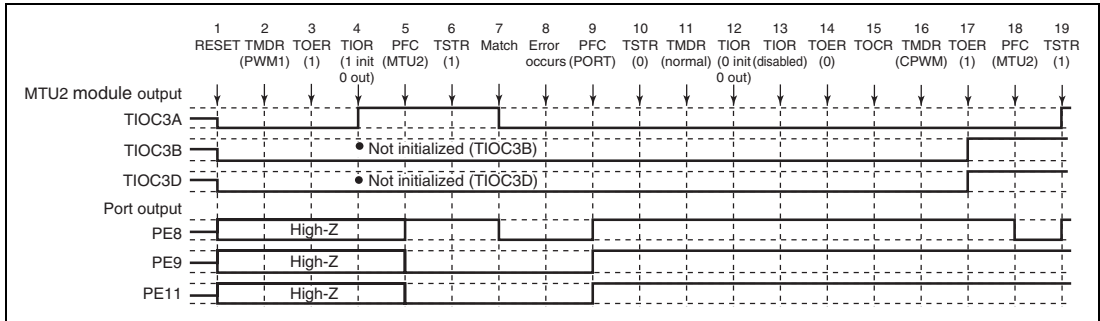 1 2 3 4 5 6 7 8 9 10 11 12 13 14 15 16 17 18 19
RESET TMDR TOER TIOR PFC TSTR Match Error PFC TSTR TMDR TIOR TIOR TOER TOCR TMDR TOER PFC TSTR
(PWM1) (1) (1 init (MTU2) (1) occurs (PORT) (0) (normal) (0 init (disabled) (0) (CPWM) (1) (MTU2) (1)
0 out) 0 out)
MTU2 module output
TIOC3A
TIOC3B • Not initialized (TIOC3B)
TIOC3D • Not initialized (TIOC3D)
Port output
PE8 High-Z
PE9 High-Z
PE11 High-Z